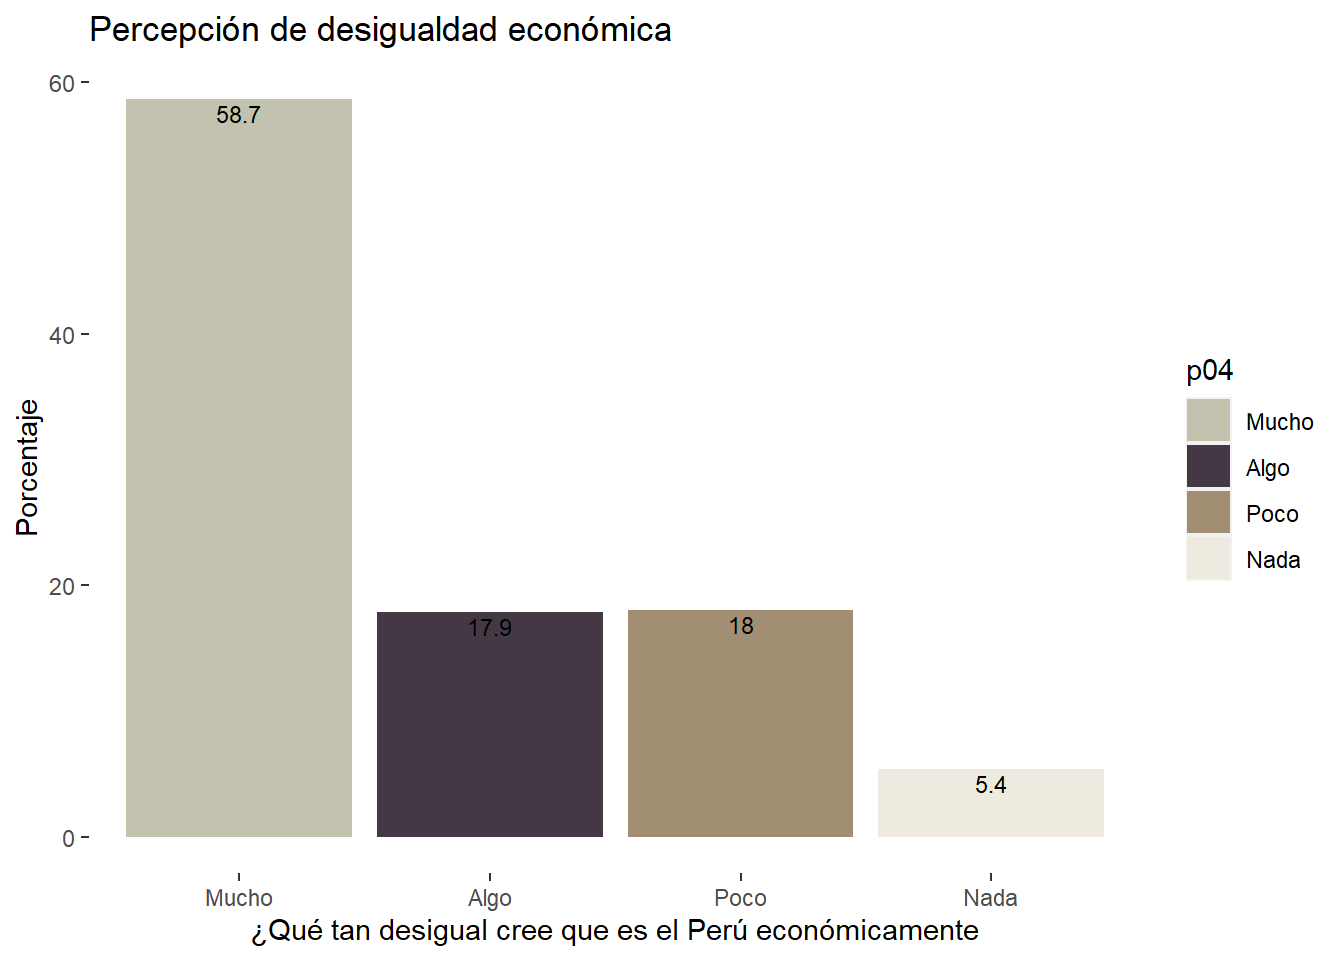 Percepción de desigualdad económica
60
40
20
0
Porcentaje
58.7
17.9
18
5.4
Mucho
Algo
Poco
Nada
¿Qué tan desigual cree que es el Perú económicamente
p04
Mucho
Algo
Poco
Nada